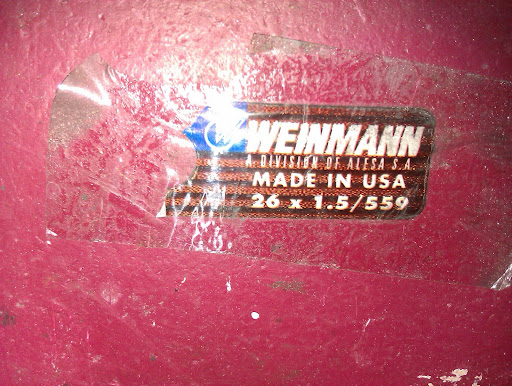 WEINMANN
A DIVISION OF ALESA S.A.
MADE IN USA
26 x 1.5/559